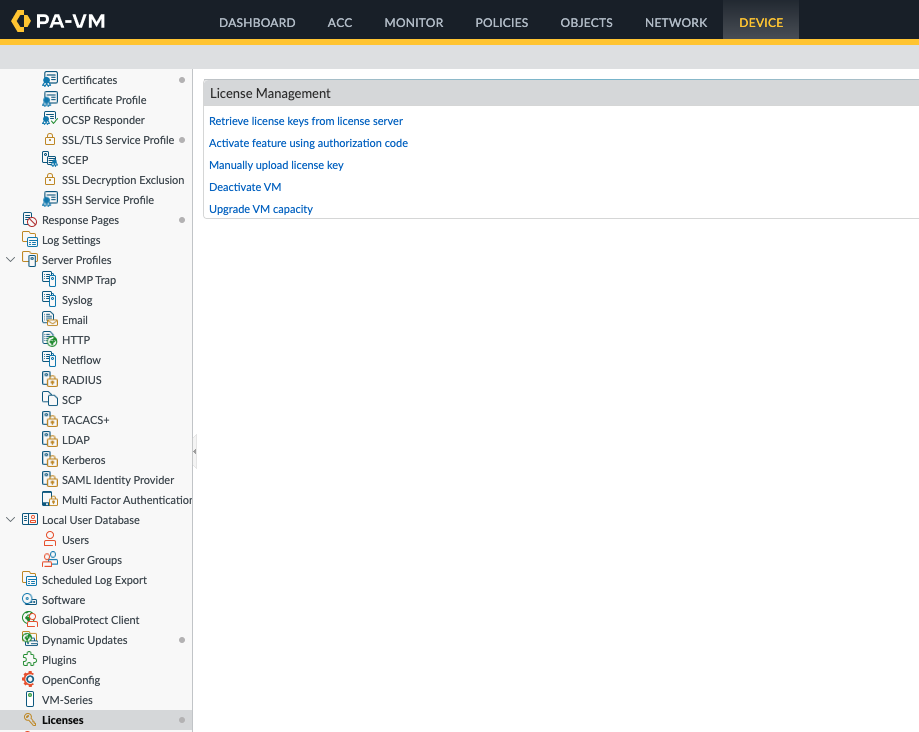 PA-VM
DASHBOARD ACC MONITOR POLICIES OBJECTS NETWORK DEVICE
Certificates
Certificate Profile
OCSP Responder
SSL/TLS Service Profile
SCEP
SSL Decryption Exclusion
SSH Service Profile
Response Pages
Log Settings
Server Profiles
SNMP Trap
Syslog
Email
HTTP
Netflow
RADIUS
SCP
TACACS+
LDAP
Kerberos
SAML Identity Provider
Multi Factor Authentication
Local User Database
Users
User Groups
Scheduled Log Export
Software
GlobalProtect Client
Dynamic Updates
Plugins
OpenConfig
VM-Series
Licenses
License Management
Retrieve license keys from license server
Activate feature using authorization code
Manually upload license key
Deactivate VM
Upgrade VM capacity